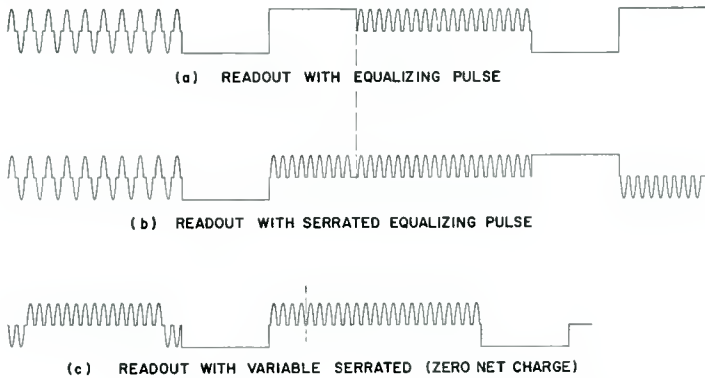 (a) READOUT WITH EQUALIZING PULSE
(b) READOUT WITH SERRATED EQUALIZING PULSE
(c) READOUT WITH VARIABLE SERRATED (ZERO NET CHARGE)